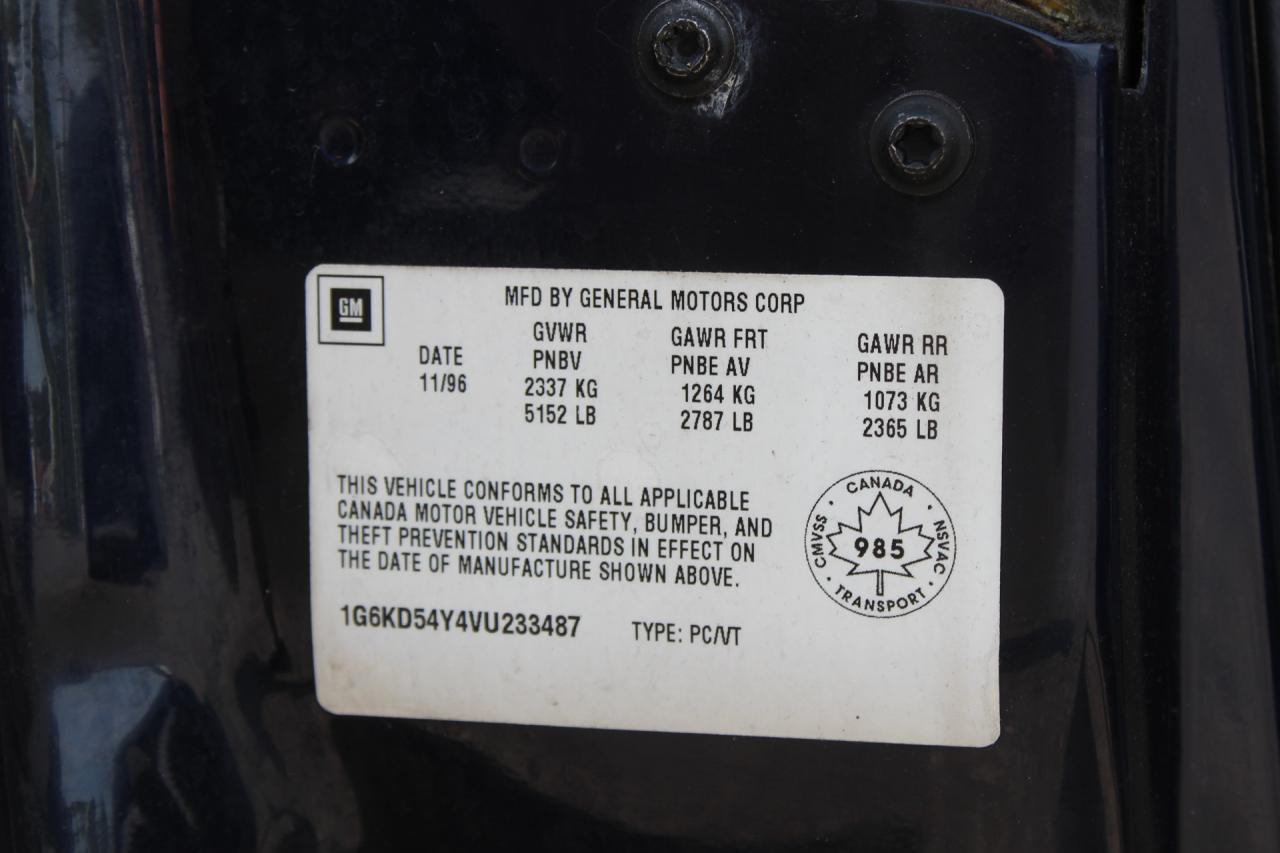 GM
MFD BY GENERAL MOTORS CORP
DATE
11/96
GVWR
PNBV
2337 KG
5152 LB
GAWR FRT
PNBE AV
1264 KG
2787 LB
GAWR RR
PNBE AR
1073 KG
2365 LB
THIS VEHICLE CONFORMS TO ALL APPLICABLE
CANADA MOTOR VEHICLE SAFETY, BUMPER, AND
THEFT PREVENTION STANDARDS IN EFFECT ON
THE DATE OF MANUFACTURE SHOWN ABOVE.
CANADA
CMVSS · NSVAC
985
TRANSPORT
1G6KD54Y4VU233487
TYPE: PC/VT